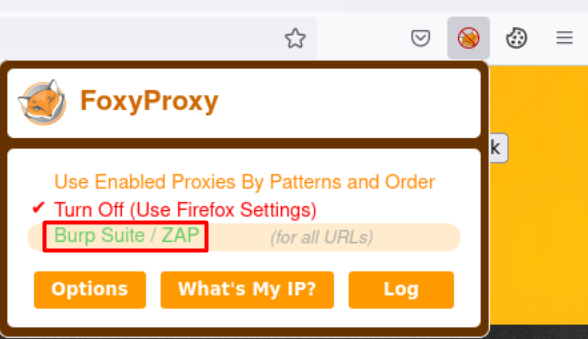 k
FoxyProxy
Use Enabled Proxies By Patterns and Order
✔ Turn Off (Use Firefox Settings)
Burp Suite / ZAP (for all URLs)
Options What's My IP? Log